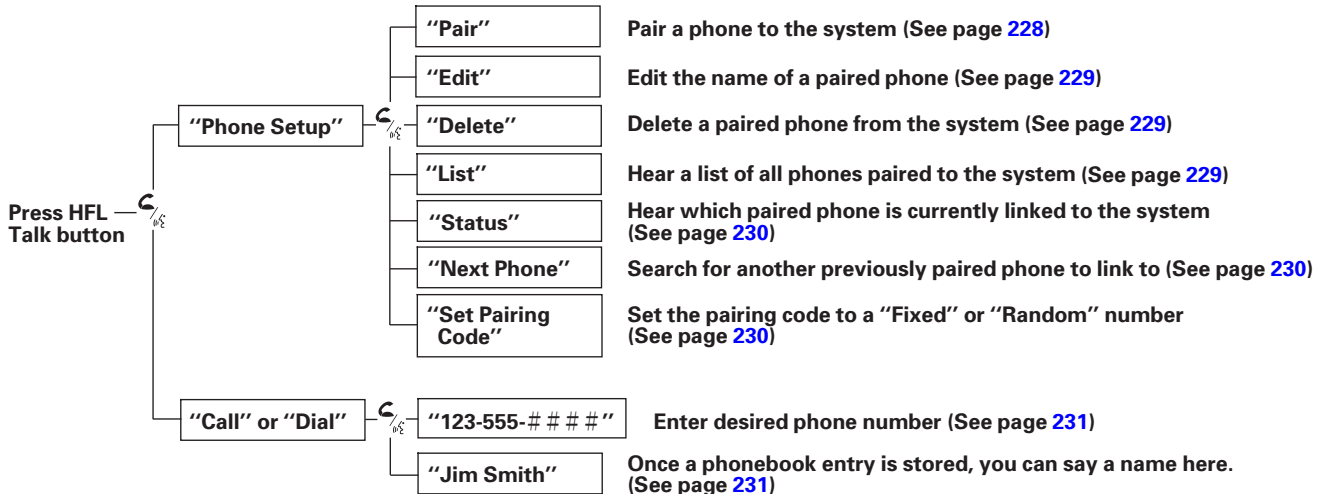 ''Pair'' Pair a phone to the system (See page 228)
''Edit'' Edit the name of a paired phone (See page 229)
''Phone Setup'' ''Delete'' Delete a paired phone from the system (See page 229)
''List'' Hear a list of all phones paired to the system (See page 229)
Press HFL
Talk button
''Status'' Hear which paired phone is currently linked to the system
(See page 230)
''Next Phone'' Search for another previously paired phone to link to (See page 230)
''Set Pairing
Code''
Set the pairing code to a ''Fixed'' or ''Random'' number
(See page 230)
''Call'' or ''Dial'' ''123-555-####'' Enter desired phone number (See page 231)
''Jim Smith'' Once a phonebook entry is stored, you can say a name here.
(See page 231)